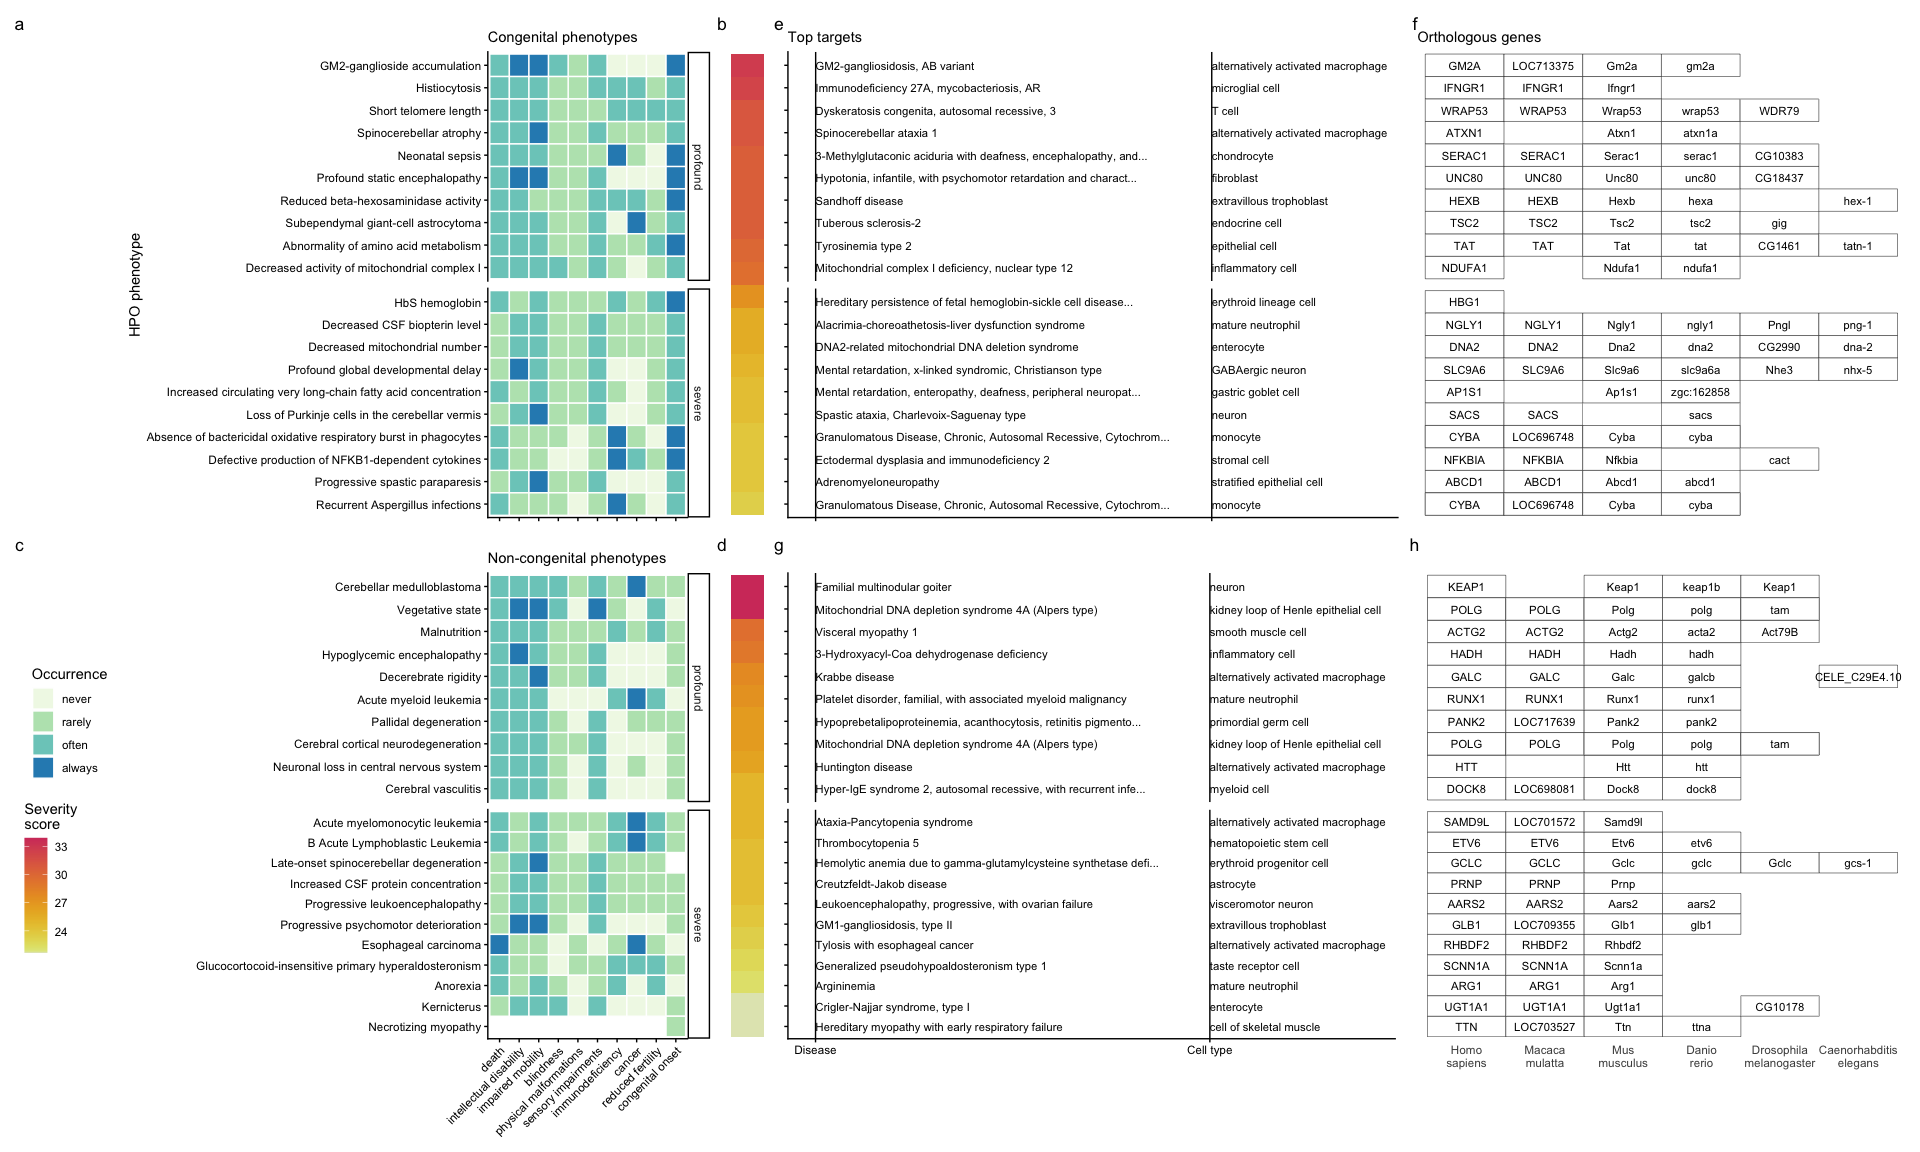 a
b
e
f
Congenital phenotypes
Top targets
Orthologous genes
HPO phenotype
GM2-ganglioside accumulation GM2-gangliosidosis, AB variant alternatively activated macrophage GM2A LOC713375 Gm2a gm2a
Histiocytosis Immunodeficiency 27A, mycobacteriosis, AR microglial cell IFNGR1 IFNGR1 Ifngr1
Short telomere length Dyskeratosis congenita, autosomal recessive, 3 T cell WRAP53 WRAP53 Wrap53 wrap53 WDR79
Spinocerebellar atrophy Spinocerebellar ataxia 1 alternatively activated macrophage ATXN1 Atxn1 atxn1a
Neonatal sepsis 3-Methylglutaconic aciduria with deafness, encephalopathy, and... chondrocyte SERAC1 SERAC1 Serac1 serac1 CG10383
Profound static encephalopathy Hypotonia, infantile, with psychomotor retardation and charact... fibroblast UNC80 UNC80 Unc80 unc80 CG18437
Reduced beta-hexosaminidase activity Sandhoff disease extravillous trophoblast HEXB HEXB Hexb hexa hex-1
Subependymal giant-cell astrocytoma Tuberous sclerosis-2 endocrine cell TSC2 TSC2 Tsc2 tsc2 gig
Abnormality of amino acid metabolism Tyrosinemia type 2 epithelial cell TAT TAT Tat tat CG1461 tatn-1
Decreased activity of mitochondrial complex I Mitochondrial complex I deficiency, nuclear type 12 inflammatory cell NDUFA1 Ndufa1 ndufa1
profound
HbS hemoglobin Hereditary persistence of fetal hemoglobin-sickle cell disease... erythroid lineage cell HBG1
Decreased CSF biopterin level Alacrimia-choreoathetosis-liver dysfunction syndrome mature neutrophil NGLY1 NGLY1 Ngly1 ngly1 Pngl png-1
Decreased mitochondrial number DNA2-related mitochondrial DNA deletion syndrome enterocyte DNA2 DNA2 Dna2 dna2 CG2990 dna-2
Profound global developmental delay Mental retardation, x-linked syndromic, Christianson type GABAergic neuron SLC9A6 SLC9A6 Slc9a6 slc9a6a Nhe3 nhx-5
Increased circulating very long-chain fatty acid concentration Mental retardation, enteropathy, deafness, peripheral neuropat... gastric goblet cell AP1S1 Ap1s1 zgc:162858
Loss of Purkinje cells in the cerebellar vermis Spastic ataxia, Charlevoix-Saguenay type neuron SACS SACS sacs
Absence of bactericidal oxidative respiratory burst in phagocytes Granulomatous Disease, Chronic, Autosomal Recessive, Cytochrom... monocyte CYBA LOC696748 Cyba cyba
Defective production of NFKB1-dependent cytokines Ectodermal dysplasia and immunodeficiency 2 stromal cell NFKBIA NFKBIA Nfkbia cact
Progressive spastic paraparesis Adrenomyeloneuropathy stratified epithelial cell ABCD1 ABCD1 Abcd1 abcd1
Recurrent Aspergillus infections Granulomatous Disease, Chronic, Autosomal Recessive, Cytochrom... monocyte CYBA LOC696748 Cyba cyba
severe
c
d
g
h
Non-congenital phenotypes
Cerebellar medulloblastoma Familial multinodular goiter neuron KEAP1 Keap1 keap1b Keap1
Vegetative state Mitochondrial DNA depletion syndrome 4A (Alpers type) kidney loop of Henle epithelial cell POLG POLG Polg polg tam
Malnutrition Visceral myopathy 1 smooth muscle cell ACTG2 ACTG2 Actg2 acta2 Act79B
Hypoglycemic encephalopathy 3-Hydroxyacyl-Coa dehydrogenase deficiency inflammatory cell HADH HADH Hadh hadh
Decerebrate rigidity Krabbe disease alternatively activated macrophage GALC GALC Galc galcb CELE_C29E4.10
Acute myeloid leukemia Platelet disorder, familial, with associated myeloid malignancy mature neutrophil RUNX1 RUNX1 Runx1 runx1
Pallidal degeneration Hypoprebetalipoproteinemia, acanthocytosis, retinitis pigmento... primordial germ cell PANK2 LOC717639 Pank2 pank2
Cerebral cortical neurodegeneration Mitochondrial DNA depletion syndrome 4A (Alpers type) kidney loop of Henle epithelial cell POLG POLG Polg polg tam
Neuronal loss in central nervous system Huntington disease alternatively activated macrophage HTT Htt htt
Cerebral vasculitis Hyper-IgE syndrome 2, autosomal recessive, with recurrent infe... myeloid cell DOCK8 LOC698081 Dock8 dock8
profound
Acute myelomonocytic leukemia Ataxia-Pancytopenia syndrome alternatively activated macrophage SAMD9L LOC701572 Samd9l
B Acute Lymphoblastic Leukemia Thrombocytopenia 5 hematopoietic stem cell ETV6 ETV6 Etv6 etv6
Late-onset spinocerebellar degeneration Hemolytic anemia due to gamma-glutamylcysteine synthetase defi... erythroid progenitor cell GCLC GCLC Gclc gclc Gclc gcs-1
Increased CSF protein concentration Creutzfeldt-Jakob disease astrocyte PRNP PRNP Prnp
Progressive leukoencephalopathy Leukoencephalopathy, progressive, with ovarian failure visceromotor neuron AARS2 AARS2 Aars2 aars2
Progressive psychomotor deterioration GM1-gangliosidosis, type II extravillous trophoblast GLB1 LOC709355 Glb1 glb1
Esophageal carcinoma Tylosis with esophageal cancer alternatively activated macrophage RHBDF2 RHBDF2 Rhbdf2
Glucocortocoid-insensitive primary hyperaldosteronism Generalized pseudohypoaldosteronism type 1 taste receptor cell SCNN1A SCNN1A Scnn1a
Anorexia Argininemia mature neutrophil ARG1 ARG1 Arg1
Kernicterus Crigler-Najjar syndrome, type I enterocyte UGT1A1 UGT1A1 Ugt1a1 CG10178
Necrotizing myopathy Hereditary myopathy with early respiratory failure cell of skeletal muscle TTN LOC703527 Ttn ttna
severe
death
intellectual disability
impaired mobility
blindness
physical malformations
sensory impairments
immunodeficiency
cancer
reduced fertility
congenital onset
Disease
Cell type
Homo sapiens
Macaca mulatta
Mus musculus
Danio rerio
Drosophila melanogaster
Caenorhabditis elegans
Occurrence
never
rarely
often
always
Severity
score
33
30
27
24